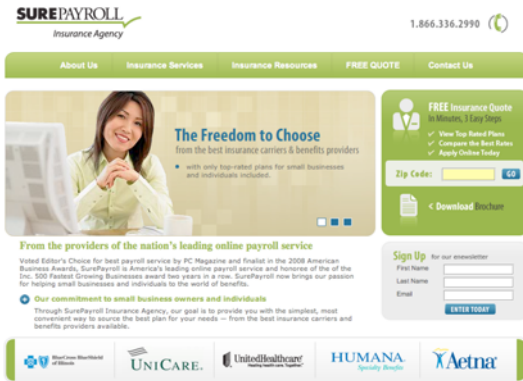 SUREPAYROLL
Insurance Agency
1.866.336.2990
About Us Insurance Services Insurance Resources FREE QUOTE Contact Us
The Freedom to Choose
from the best insurance carriers & benefits providers
with only top-rated plans for small businesses
and individuals included.
FREE Insurance Quote
In Minutes, 3 Easy Steps
View Top Rated Plans
Compare the Best Rates
Apply Online Today
Zip Code: GO
< Download Brochure
From the providers of the nation's leading online payroll service
Voted Editor's Choice for best payroll service by PC Magazine and finalist in the 2008 American
Business Awards, SurePayroll is America's leading online payroll service and honoree of the of the
Inc. 500 Fastest Growing Businesses award two years in a row. SurePayroll now brings our passion
for helping small businesses and individuals to the world of benefits.
Our commitment to small business owners and individuals
Through SurePayroll Insurance Agency, our goal is to provide you with the simplest, most
convenient way to source the best plan for your needs — from the best insurance carriers and
benefits providers available.
Sign Up for our enewsletter
First Name
Last Name
Email
ENTER TODAY
BlueCross BlueShield
of Illinois
UNICARE.
UnitedHealthcare
Healing health care. Together.
HUMANA
Specialty Benefits
Aetna